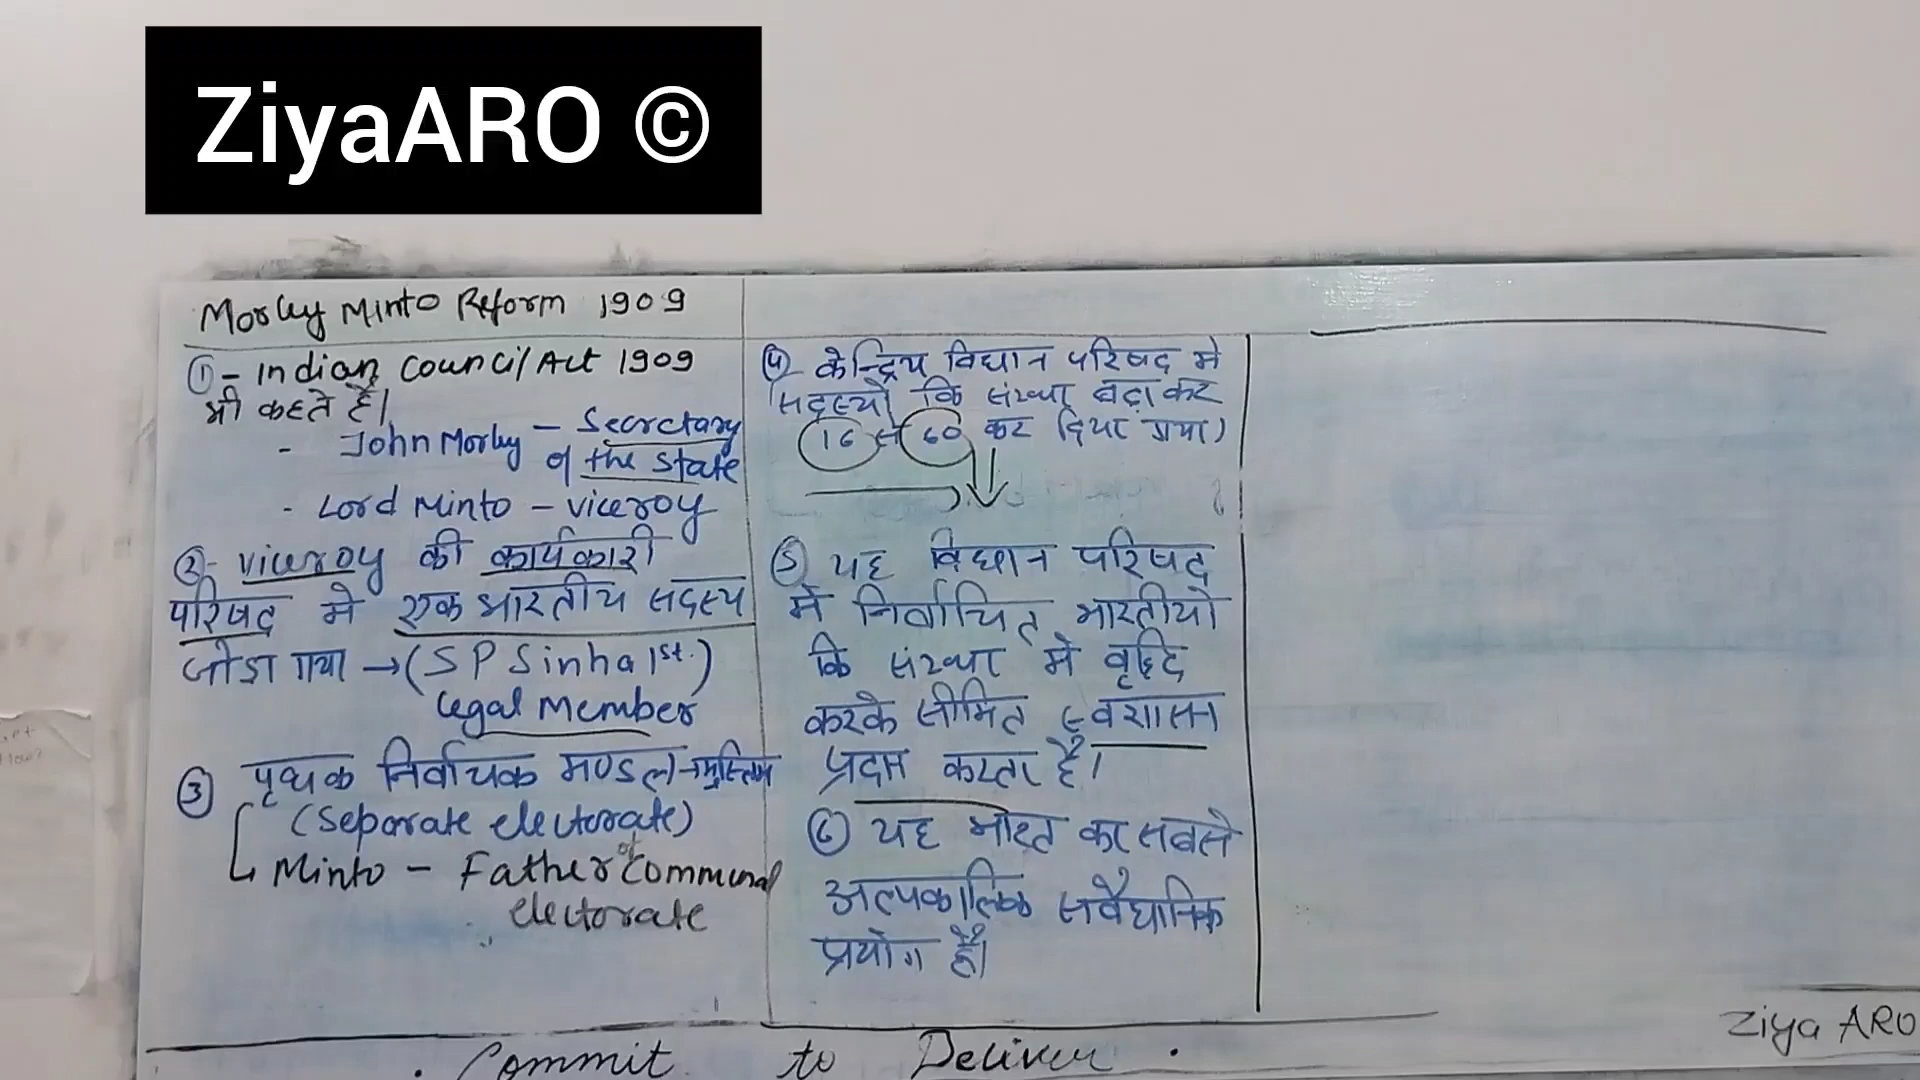 ZiyaARO ©
Morley Minto Reform 1909
① - Indian Council Act 1909
भी कहते हैं।
- John Morley - Secretary
of the state
- Lord Minto - viceroy
②- viceroy की कार्यकारी
परिषद मे एक भारतीय सदस्य
जोडा गया → (S P Sinha 1st.)
Legal Member
③ पृथक निर्वाचक मण्डल → मुस्लिम
(Seporate electorate)
Minto - Father of Communal
electorate
④- केन्द्रिय विधान परिषद मे
सदस्यो कि संख्या बढ़ाकर
16 से 60 कर दिया गया)
⑤ यह विधान परिषद
में निर्वाचित भारतीयो
कि संख्या मे वृद्धि
करके सीमित स्वशासन
प्रदान करता है।
⑥ यह भारत का सबसे
अल्पकालिक सवैधानिक
प्रयोग है।
Ziya ARO
. Commit to Deliver .